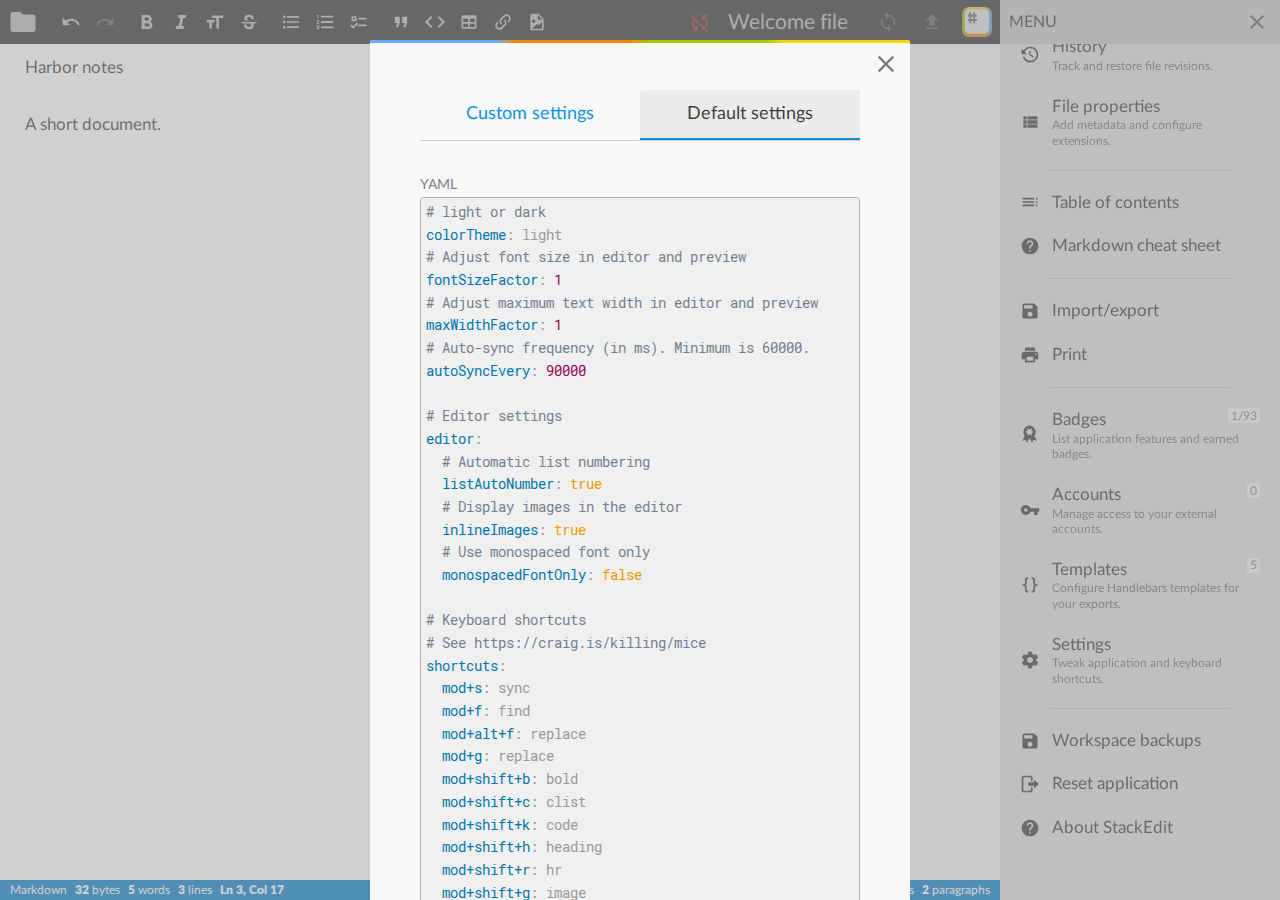 Welcome file
MENU
Harbor notes
A short document.
Custom settings
Default settings
YAML
# light or dark
colorTheme: light
# Adjust font size in editor and preview
fontSizeFactor: 1
# Adjust maximum text width in editor and preview
maxWidthFactor: 1
# Auto-sync frequency (in ms). Minimum is 60000.
autoSyncEvery: 90000
# Editor settings
editor:
  # Automatic list numbering
  listAutoNumber: true
  # Display images in the editor
  inlineImages: true
  # Use monospaced font only
  monospacedFontOnly: false
# Keyboard shortcuts
# See https://craig.is/killing/mice
shortcuts:
  mod+s: sync
  mod+f: find
  mod+alt+f: replace
  mod+g: replace
  mod+shift+b: bold
  mod+shift+c: clist
  mod+shift+k: code
  mod+shift+h: heading
  mod+shift+r: hr
  mod+shift+g: image
History
Track and restore file revisions.
File properties
Add metadata and configure
extensions.
Table of contents
Markdown cheat sheet
Import/export
Print
Badges
1/93
List application features and earned
badges.
Accounts
0
Manage access to your external
accounts.
Templates
5
Configure Handlebars templates for
your exports.
Settings
Tweak application and keyboard
shortcuts.
Workspace backups
Reset application
About StackEdit
Markdown 32 bytes 5 words 3 lines Ln 3, Col 17
2 paragraphs